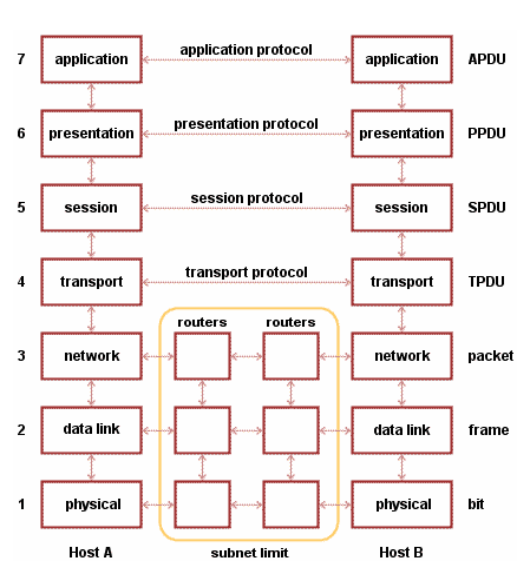 7 application application protocol application APDU
6 presentation presentation protocol presentation PPDU
5 session session protocol session SPDU
4 transport transport protocol transport TPDU
routers routers
3 network network packet
2 data link data link frame
1 physical physical bit
Host A subnet limit Host B